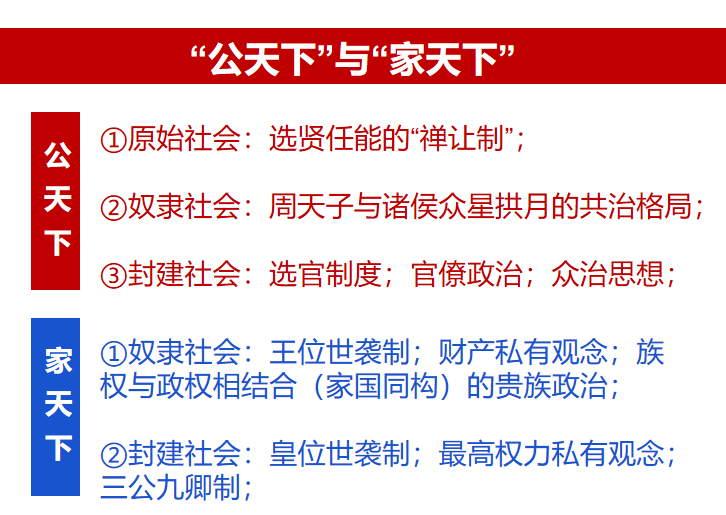 “公天下”与“家天下”
公天下
①原始社会：选贤任能的“禅让制”；
②奴隶社会：周天子与诸侯众星拱月的共治格局；
③封建社会：选官制度；官僚政治；众治思想；
家天下
①奴隶社会：王位世袭制；财产私有观念；族
权与政权相结合（家国同构）的贵族政治；
②封建社会：皇位世袭制；最高权力私有观念；
三公九卿制；